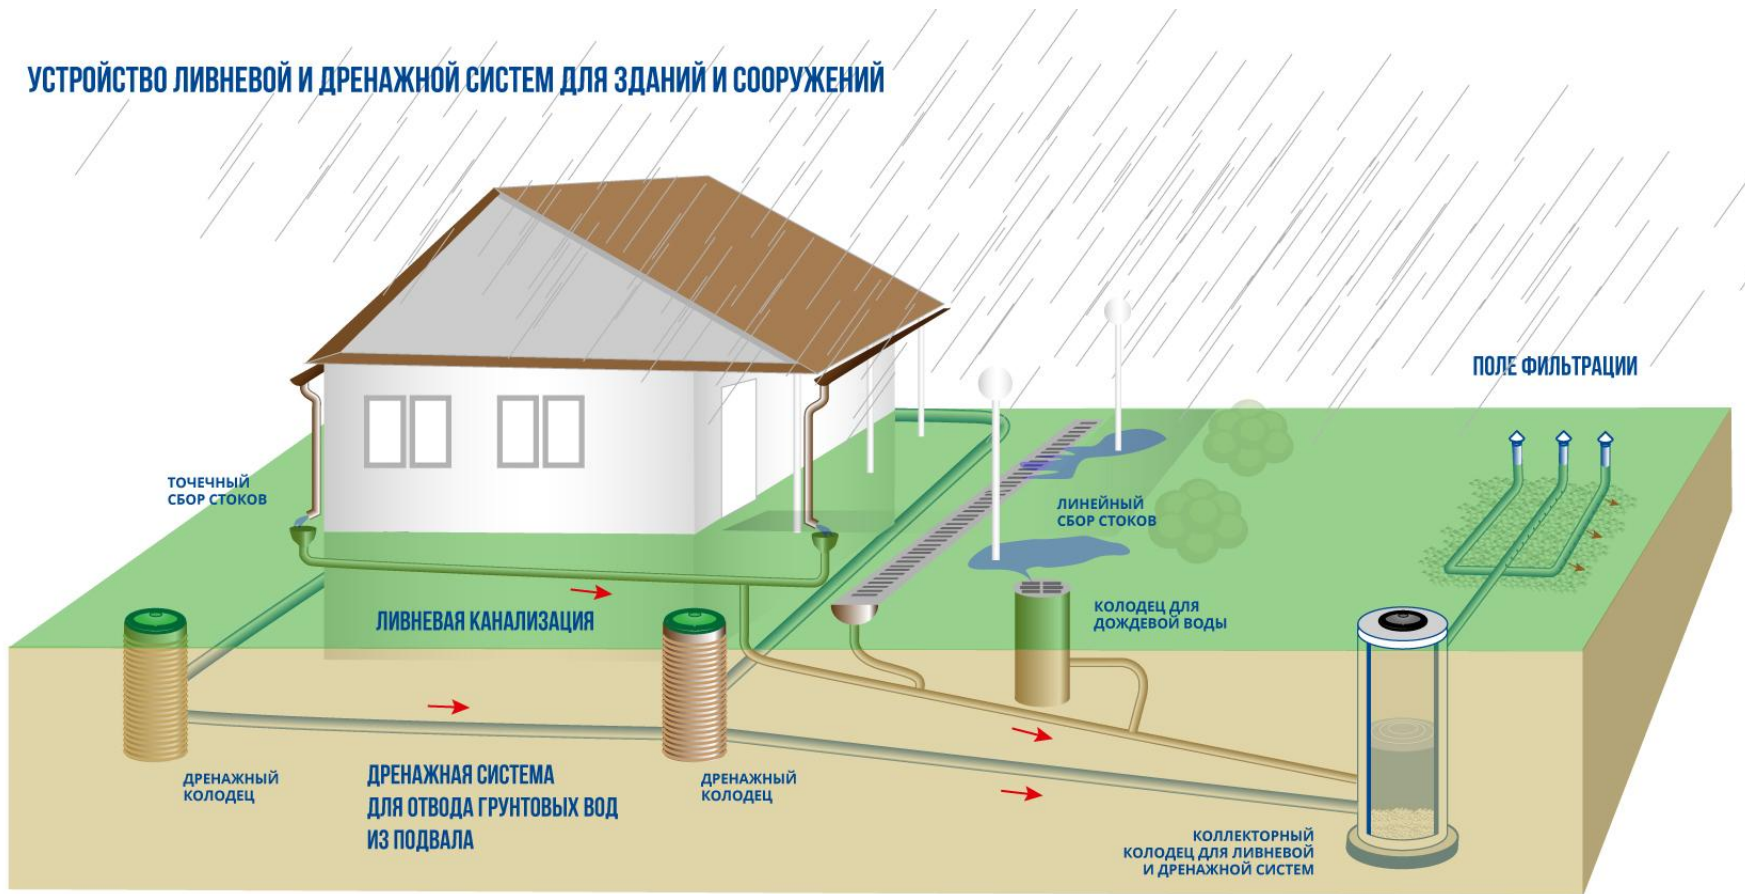 УСТРОЙСТВО ЛИВНЕВОЙ И ДРЕНАЖНОЙ СИСТЕМ ДЛЯ ЗДАНИЙ И СООРУЖЕНИЙ
ПОЛЕ ФИЛЬТРАЦИИ
ТОЧЕЧНЫЙ
СБОР СТОКОВ
ЛИНЕЙНЫЙ
СБОР СТОКОВ
ЛИВНЕВАЯ КАНАЛИЗАЦИЯ
КОЛОДЕЦ ДЛЯ
ДОЖДЕВОЙ ВОДЫ
ДРЕНАЖНЫЙ
КОЛОДЕЦ
ДРЕНАЖНАЯ СИСТЕМА
ДЛЯ ОТВОДА ГРУНТОВЫХ ВОД
ИЗ ПОДВАЛА
ДРЕНАЖНЫЙ
КОЛОДЕЦ
КОЛЛЕКТОРНЫЙ
КОЛОДЕЦ ДЛЯ ЛИВНЕВОЙ
И ДРЕНАЖНОЙ СИСТЕМ